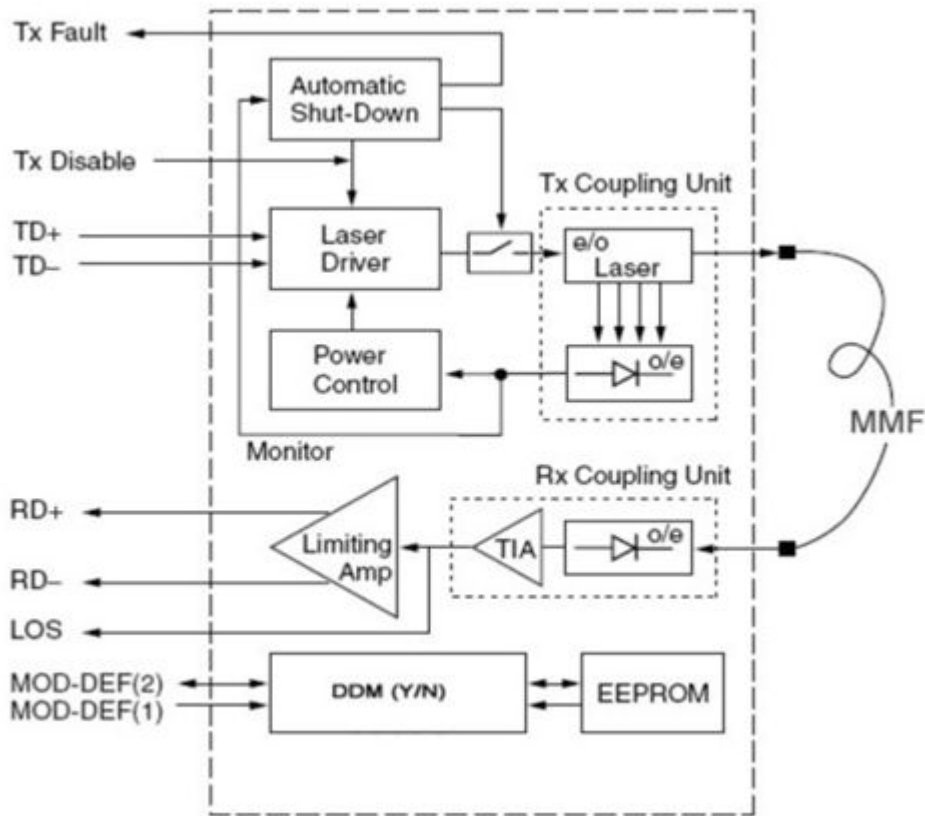 Tx Fault
Automatic
Shut-Down
Tx Disable
Tx Coupling Unit
TD+
TD–
Laser
Driver
e/o
Laser
Power
Control
o/e
MMF
Monitor
Rx Coupling Unit
RD+
RD–
Limiting
Amp
TIA
o/e
LOS
MOD-DEF(2)
MOD-DEF(1)
DDM (Y/N)
EEPROM